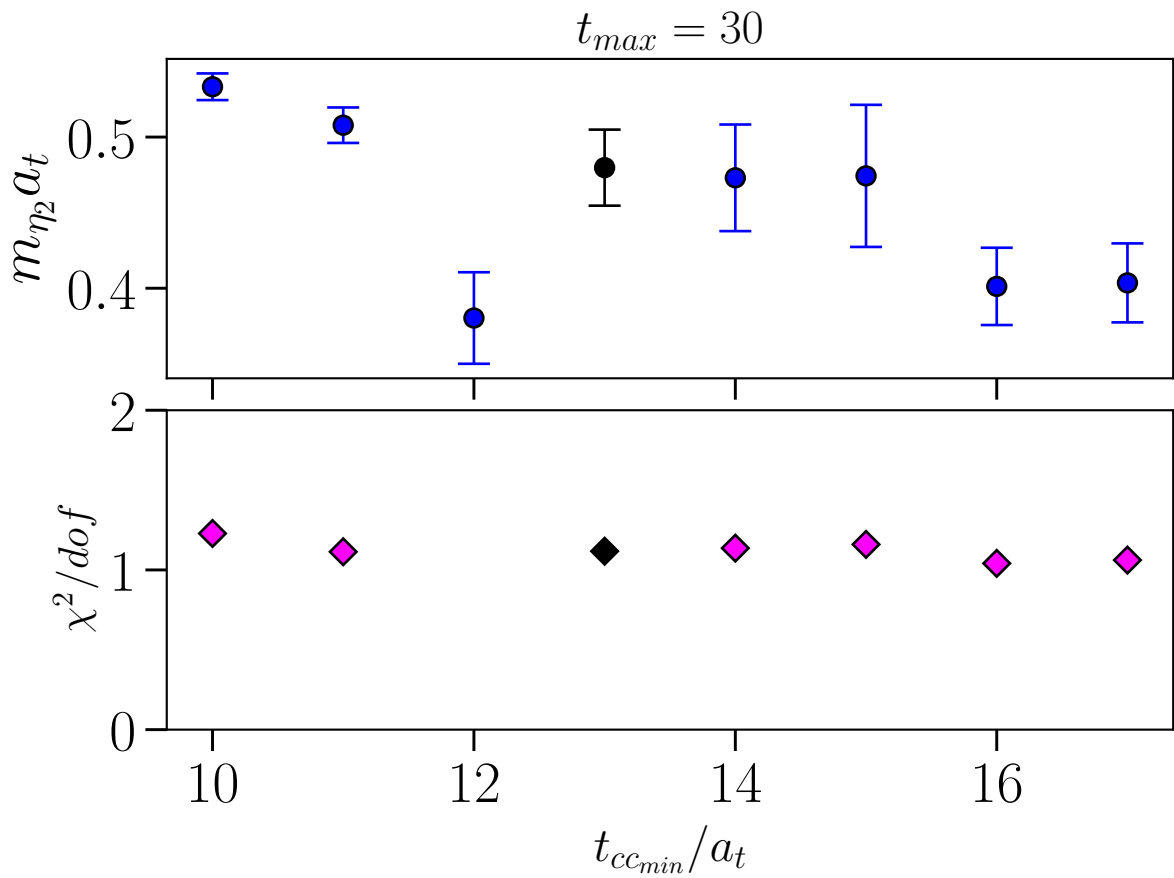 t_{max} = 30
m_{η_2} a_t
0.5
0.4
χ^2/dof
2
1
0
10 12 14 16
t_{cc_{min}}/a_t